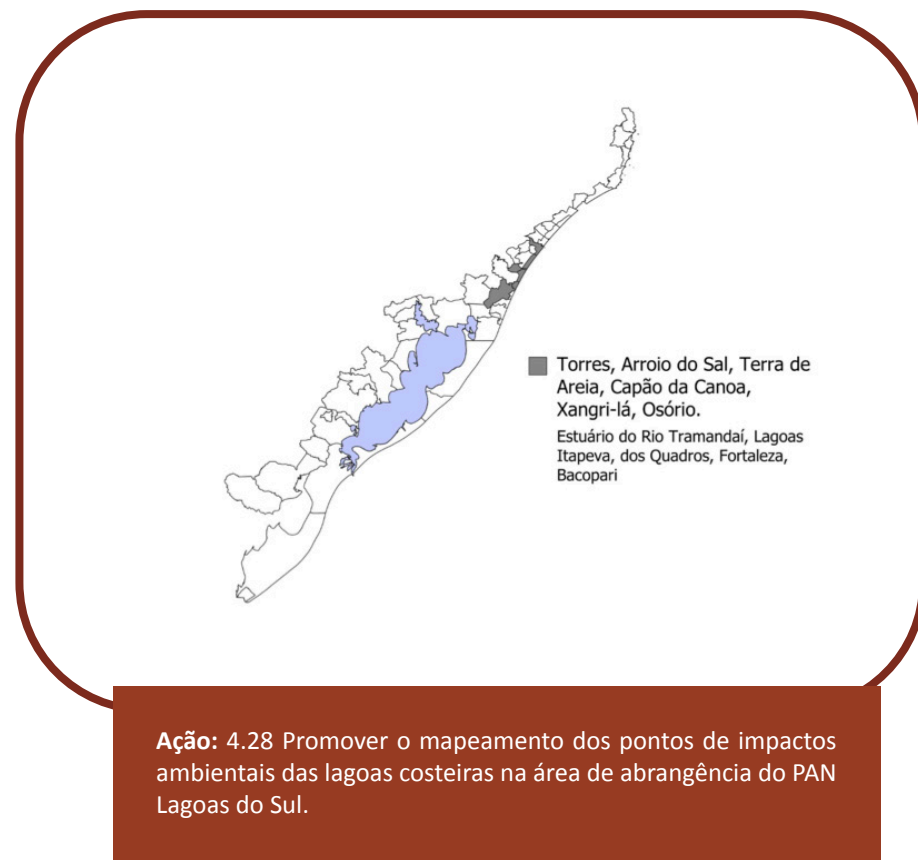 Torres, Arroio do Sal, Terra de
Areia, Capão da Canoa,
Xangri-lá, Osório.
Estuário do Rio Tramandaí, Lagoas
Itapeva, dos Quadros, Fortaleza,
Bacopari
Ação: 4.28 Promover o mapeamento dos pontos de impactos
ambientais das lagoas costeiras na área de abrangência do PAN
Lagoas do Sul.